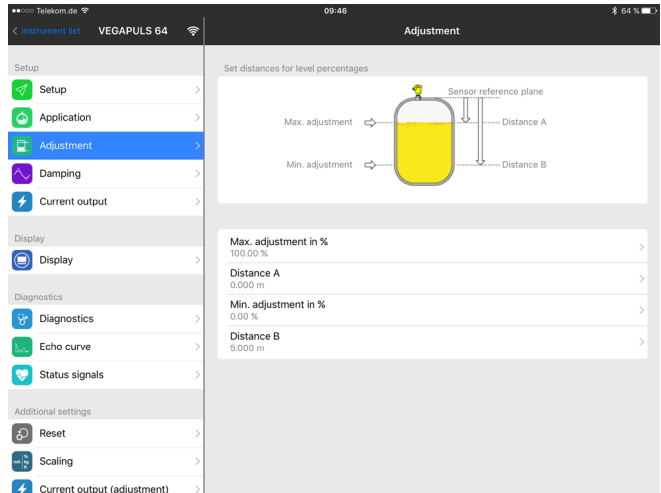 Telekom.de
09:46
64 %
Instrument list
VEGAPULS 64
Adjustment
Setup
Setup
Application
Adjustment
Damping
Current output
Display
Display
Diagnostics
Diagnostics
Echo curve
Status signals
Additional settings
Reset
Scaling
Current output (adjustment)
Set distances for level percentages
Sensor reference plane
Max. adjustment
Distance A
Min. adjustment
Distance B
Max. adjustment in %
100.00 %
Distance A
0.000 m
Min. adjustment in %
0.00 %
Distance B
5.000 m